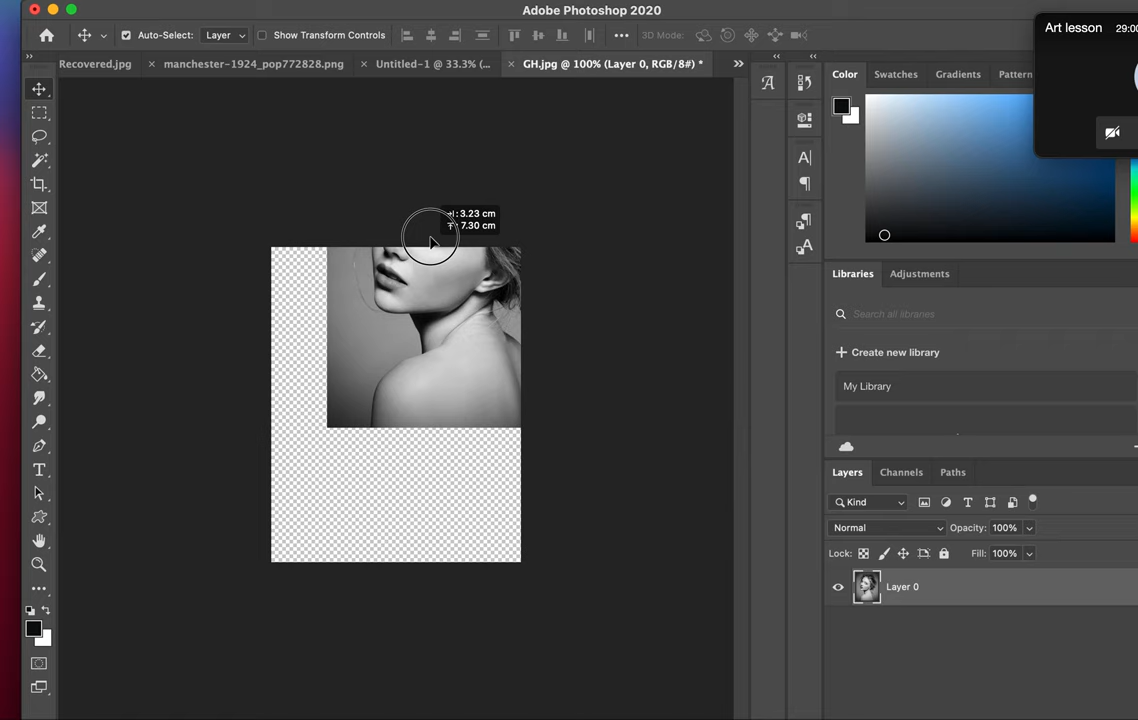 Adobe Photoshop 2020
Art lesson 29:00
Auto-Select: Layer Show Transform Controls 3D Mode:
Recovered.jpg × manchester-1924_pop772828.png × Untitled-1 @ 33.3% (... × GH.jpg @ 100% (Layer 0, RGB/8#) *
Color Swatches Gradients Pattern
3.23 cm
7.30 cm
Libraries Adjustments
Search all libraries
+ Create new library
My Library
Layers Channels Paths
Kind
Normal Opacity: 100%
Lock: Fill: 100%
Layer 0